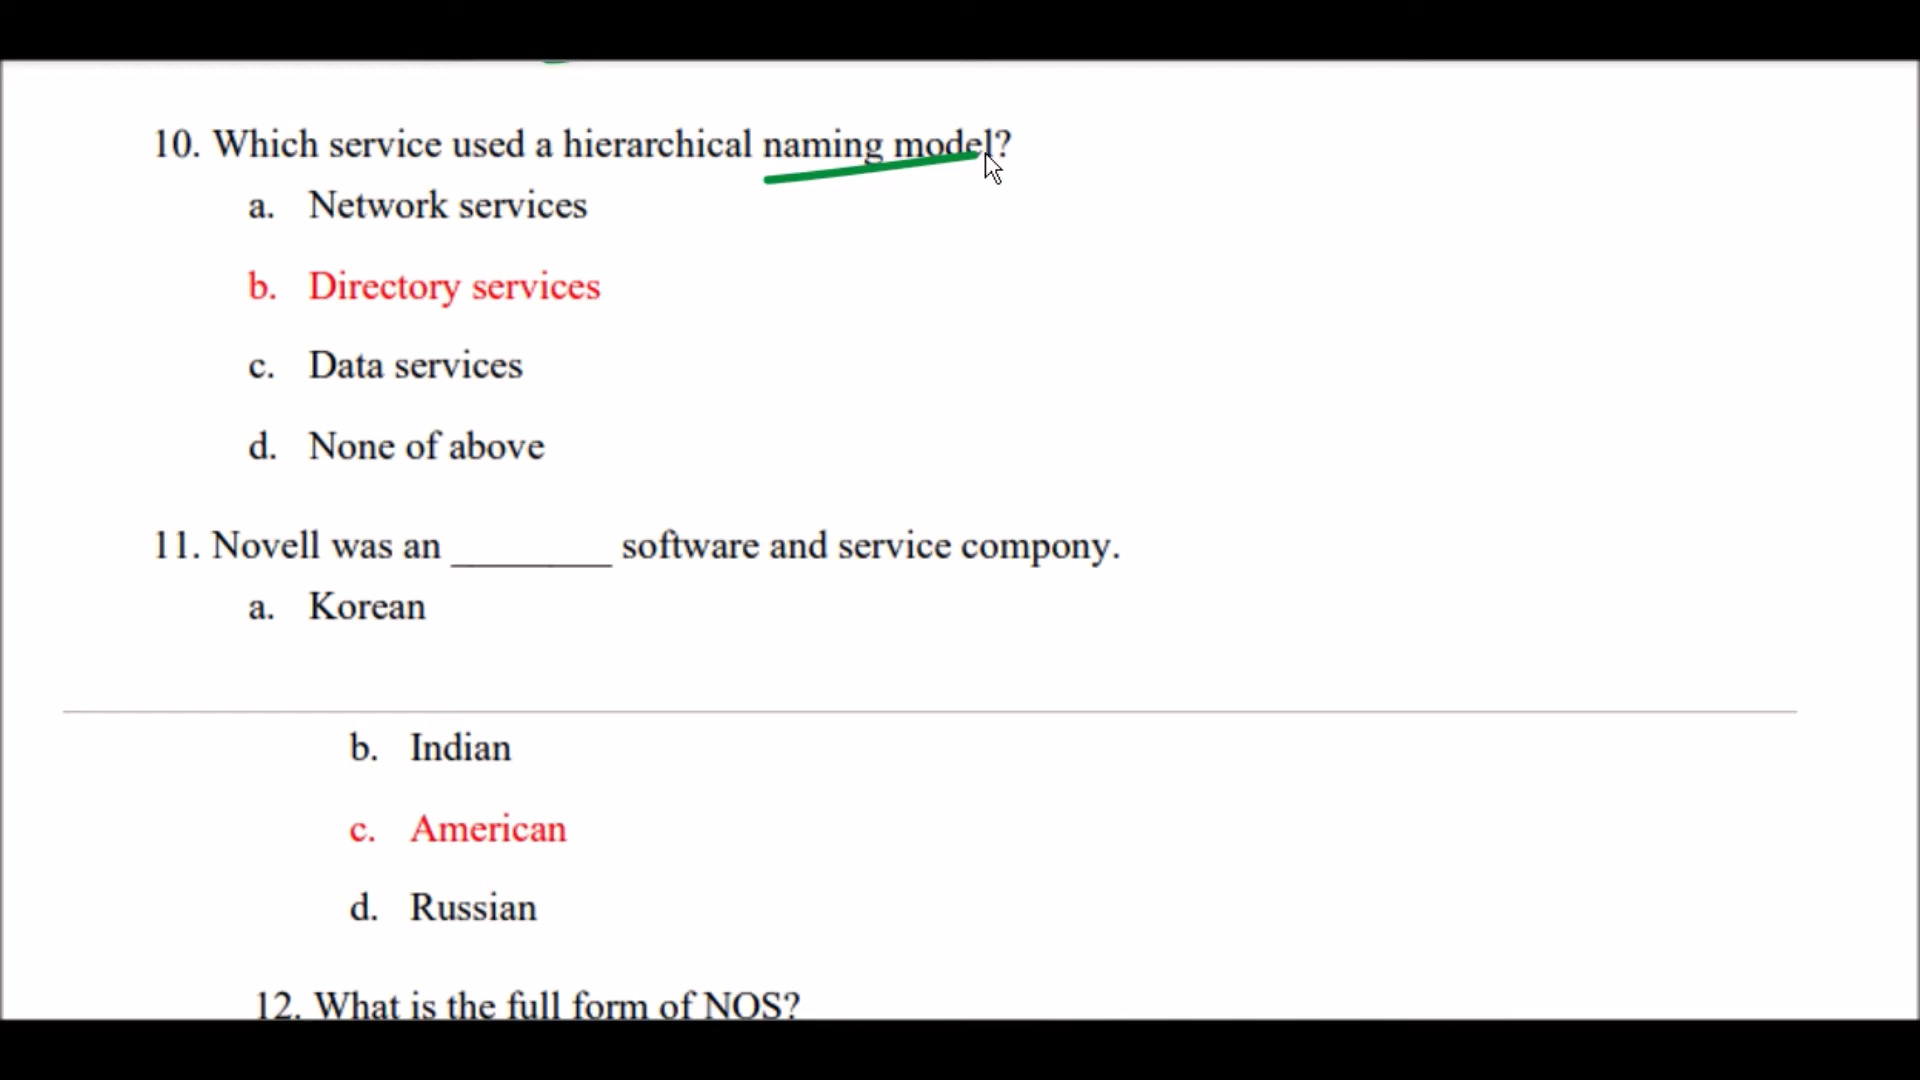 10. Which service used a hierarchical naming model?
a. Network services
b. Directory services
c. Data services
d. None of above
11. Novell was an ________ software and service compony.
a. Korean
b. Indian
c. American
d. Russian
12. What is the full form of NOS?